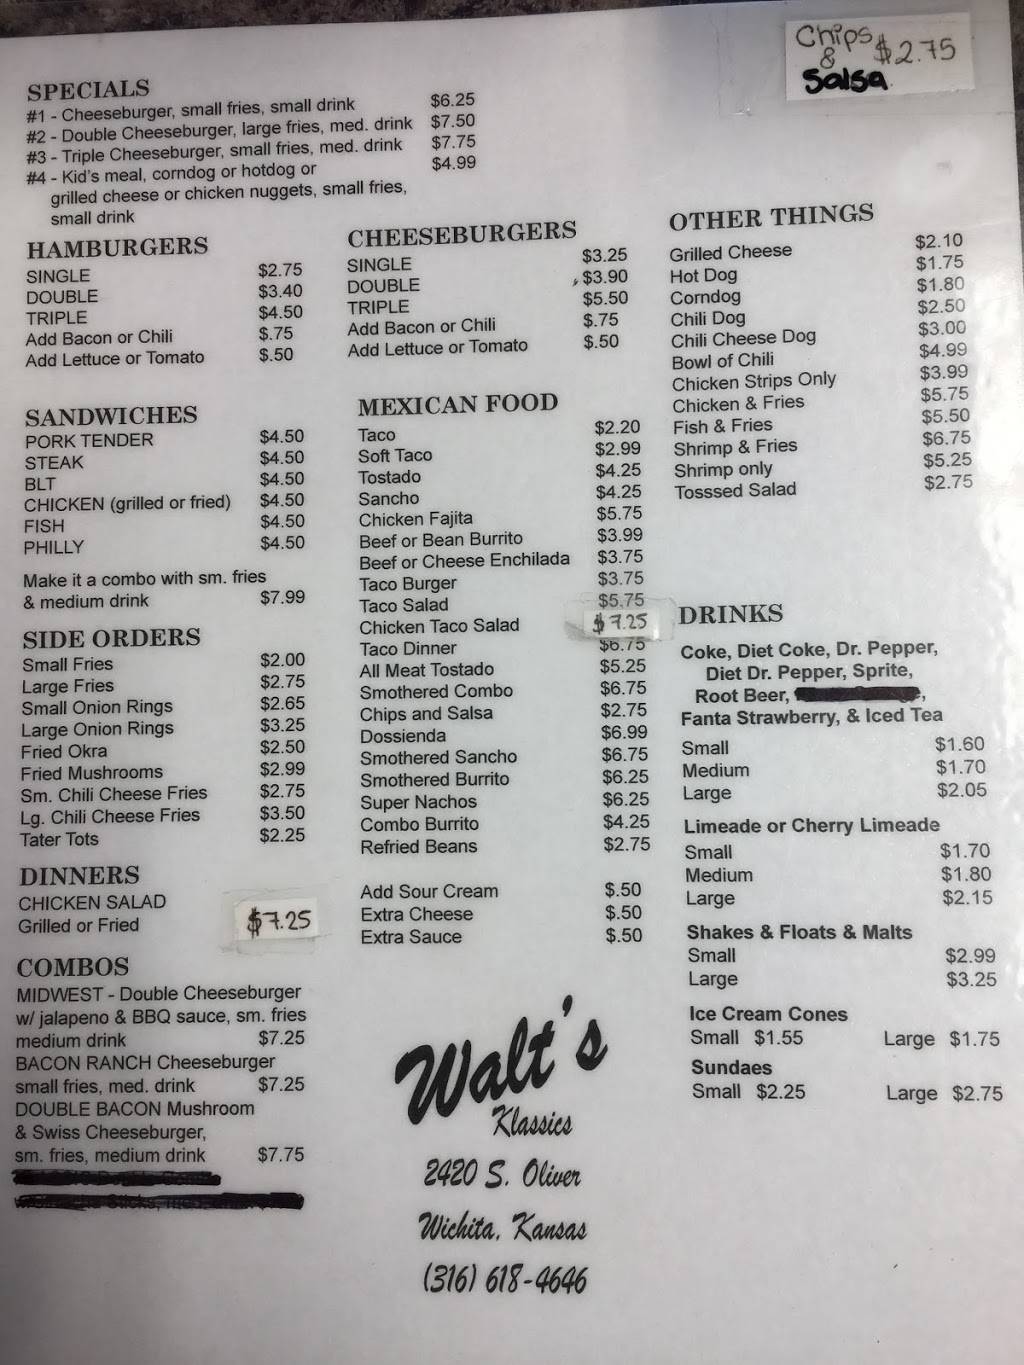 Chips & Salsa $2.75
SPECIALS
#1 - Cheeseburger, small fries, small drink $6.25
#2 - Double Cheeseburger, large fries, med. drink $7.50
#3 - Triple Cheeseburger, small fries, med. drink $7.75
#4 - Kid's meal, corndog or hotdog or $4.99
grilled cheese or chicken nuggets, small fries,
small drink
HAMBURGERS
SINGLE $2.75
DOUBLE $3.40
TRIPLE $4.50
Add Bacon or Chili $.75
Add Lettuce or Tomato $.50
CHEESEBURGERS
SINGLE $3.25
DOUBLE $3.90
TRIPLE $5.50
Add Bacon or Chili $.75
Add Lettuce or Tomato $.50
OTHER THINGS
Grilled Cheese $2.10
Hot Dog $1.75
Corndog $1.80
Chili Dog $2.50
Chili Cheese Dog $3.00
Bowl of Chili $4.99
Chicken Strips Only $3.99
Chicken & Fries $5.75
Fish & Fries $5.50
Shrimp & Fries $6.75
Shrimp only $5.25
Tosssed Salad $2.75
SANDWICHES
PORK TENDER $4.50
STEAK $4.50
BLT $4.50
CHICKEN (grilled or fried) $4.50
FISH $4.50
PHILLY $4.50
Make it a combo with sm. fries
& medium drink $7.99
SIDE ORDERS
Small Fries $2.00
Large Fries $2.75
Small Onion Rings $2.65
Large Onion Rings $3.25
Fried Okra $2.50
Fried Mushrooms $2.99
Sm. Chili Cheese Fries $2.75
Lg. Chili Cheese Fries $3.50
Tater Tots $2.25
DINNERS
CHICKEN SALAD
Grilled or Fried $7.25
COMBOS
MIDWEST - Double Cheeseburger
w/ jalapeno & BBQ sauce, sm. fries
medium drink $7.25
BACON RANCH Cheeseburger
small fries, med. drink $7.25
DOUBLE BACON Mushroom
& Swiss Cheeseburger,
sm. fries, medium drink $7.75
MEXICAN FOOD
Taco $2.20
Soft Taco $2.99
Tostado $4.25
Sancho $4.25
Chicken Fajita $5.75
Beef or Bean Burrito $3.99
Beef or Cheese Enchilada $3.75
Taco Burger $3.75
Taco Salad $5.75
Chicken Taco Salad $7.25
Taco Dinner $6.75
All Meat Tostado $5.25
Smothered Combo $6.75
Chips and Salsa $2.75
Dossienda $6.99
Smothered Sancho $6.75
Smothered Burrito $6.25
Super Nachos $6.25
Combo Burrito $4.25
Refried Beans $2.75
Add Sour Cream $.50
Extra Cheese $.50
Extra Sauce $.50
DRINKS
Coke, Diet Coke, Dr. Pepper,
Diet Dr. Pepper, Sprite,
Root Beer, ,
Fanta Strawberry, & Iced Tea
Small $1.60
Medium $1.70
Large $2.05
Limeade or Cherry Limeade
Small $1.70
Medium $1.80
Large $2.15
Shakes & Floats & Malts
Small $2.99
Large $3.25
Ice Cream Cones
Small $1.55 Large $1.75
Sundaes
Small $2.25 Large $2.75
Walt's
Klassics
2420 S. Oliver
Wichita, Kansas
(316) 618-4646